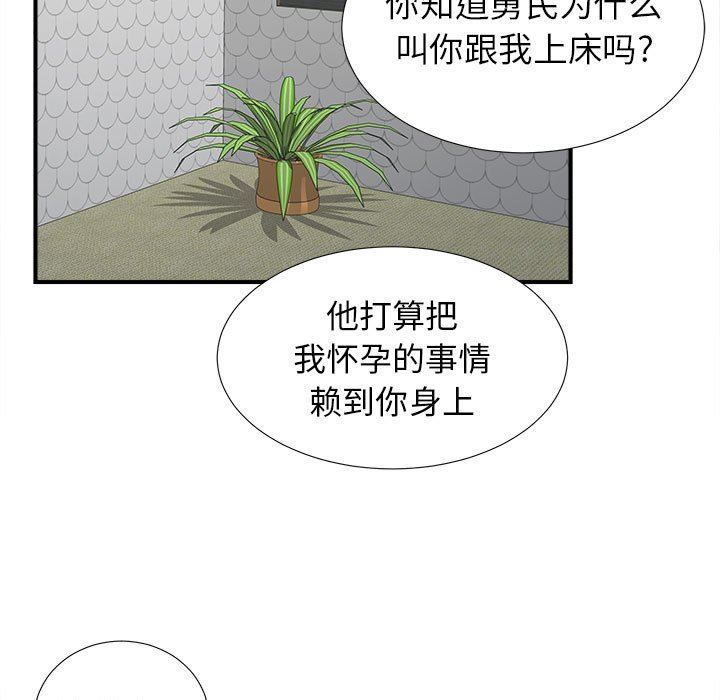 你知道勇民为什么
叫你跟我上床吗?
他打算把
我怀孕的事情
赖到你身上